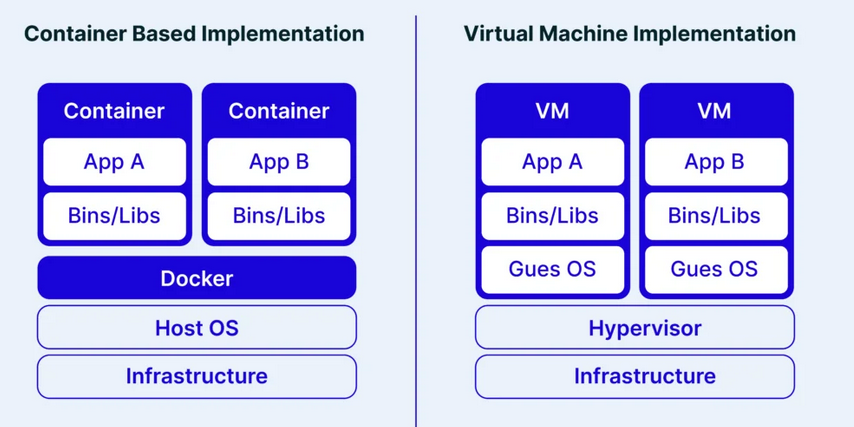 Container Based Implementation
Container
App A
Bins/Libs
Container
App B
Bins/Libs
Docker
Host OS
Infrastructure
Virtual Machine Implementation
VM
App A
Bins/Libs
Gues OS
VM
App B
Bins/Libs
Gues OS
Hypervisor
Infrastructure